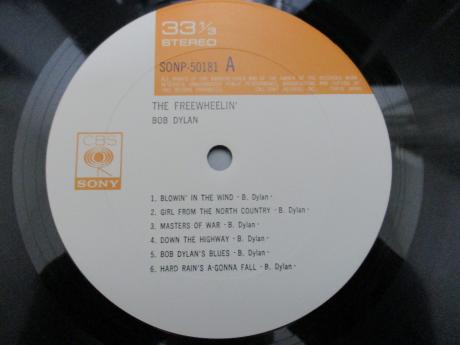 33 1/3
STEREO
SONP-50181 A
THE FREEWHEELIN'
BOB DYLAN
CBS
SONY
1. BLOWIN' IN THE WIND - B. Dylan -
2. GIRL FROM THE NORTH COUNTRY - B. Dylan -
3. MASTERS OF WAR - B. Dylan -
4. DOWN THE HIGHWAY - B. Dylan -
5. BOB DYLAN'S BLUES - B. Dylan -
6. HARD RAIN'S A-GONNA FALL - B. Dylan -